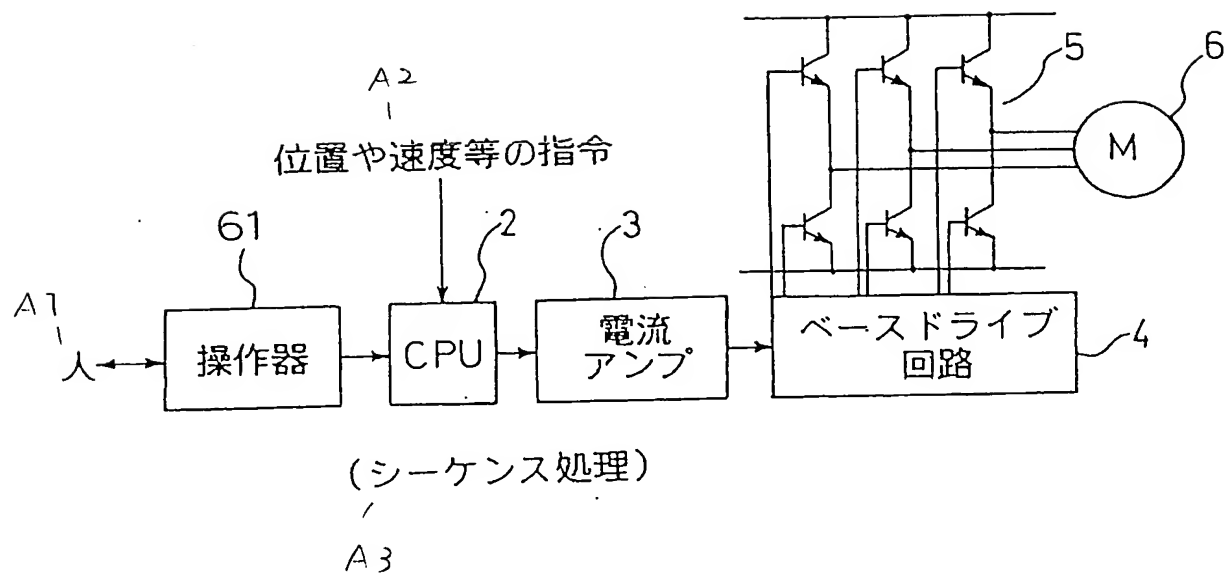 5
6
A2
位置や速度等の指令
M
61
2
3
A1
人
操作器
CPU
電流
アンプ
ベースドライブ
回路
4
(シーケンス処理)
A3